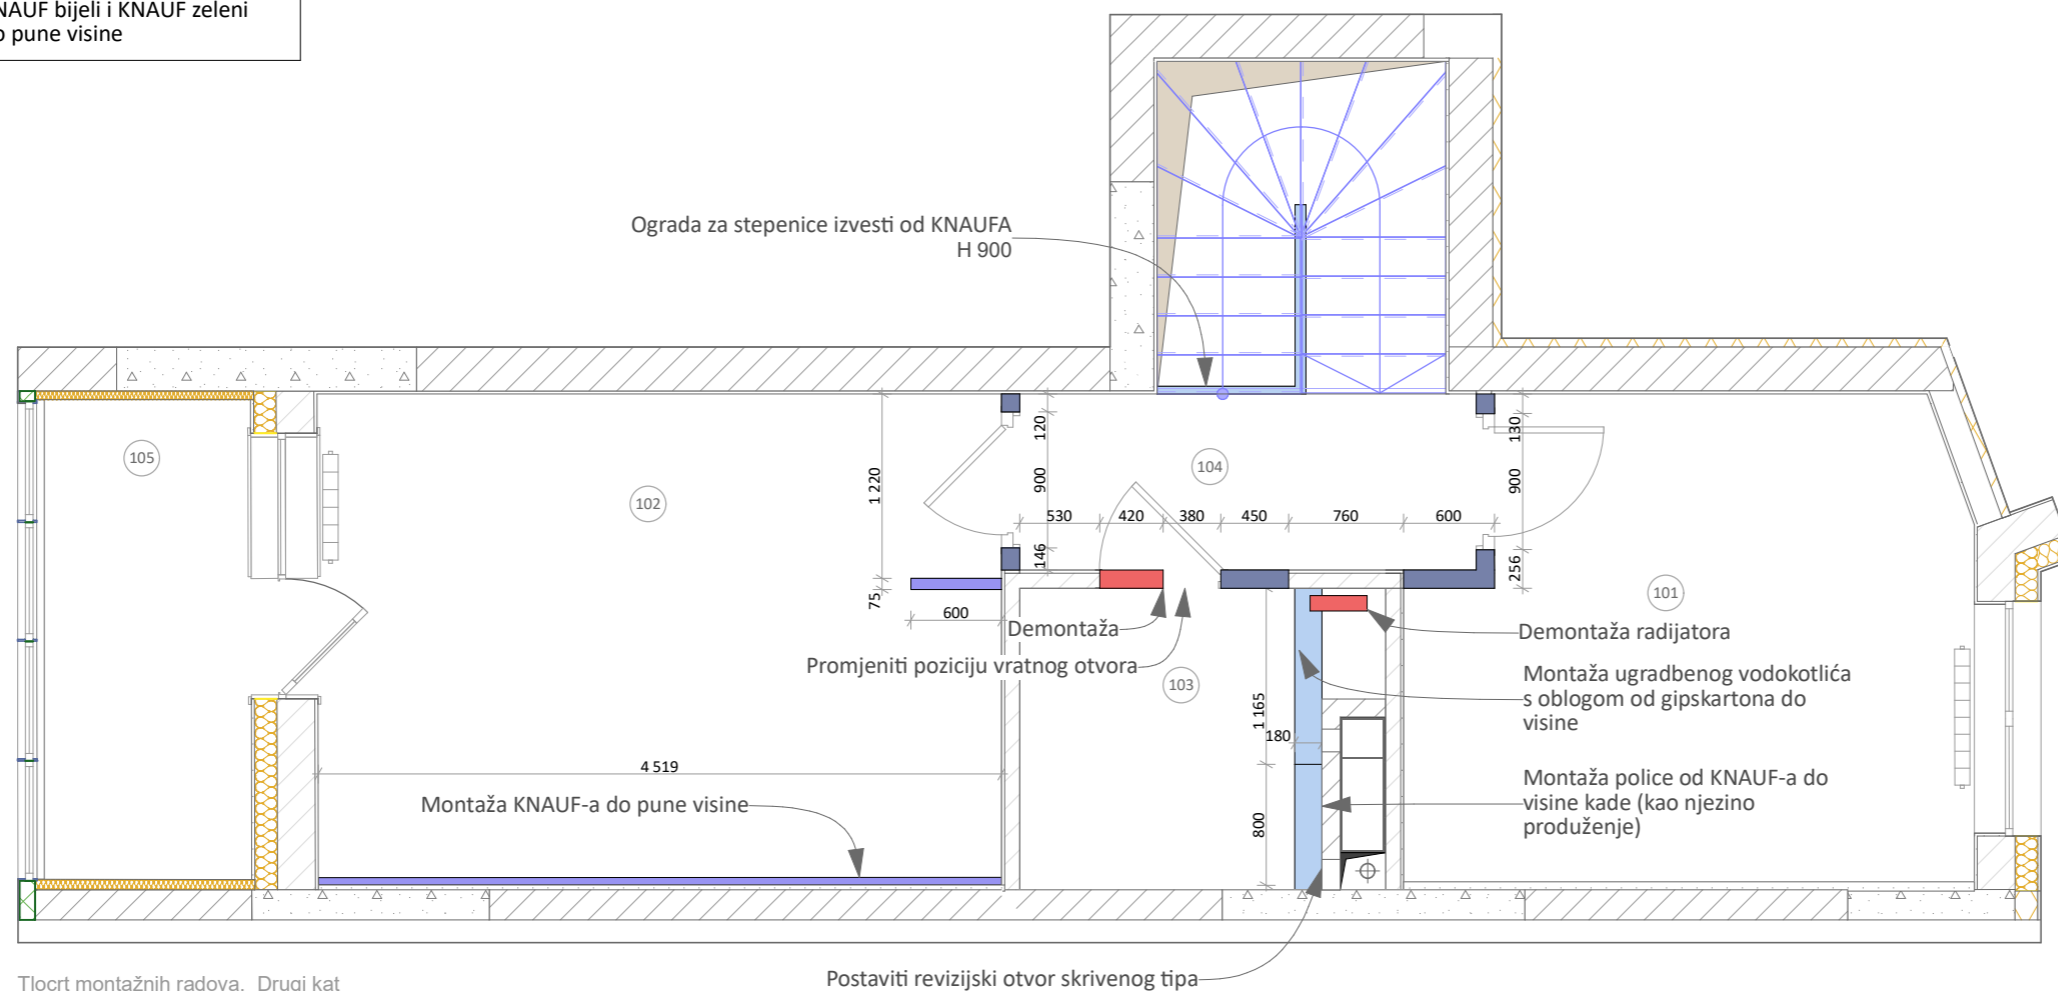 KNAUF bijeli i KNAUF zeleni
pune visine
Ograda za stepenice izvesti od KNAUFA
H 900
105
102
104
101
103
1 220
75
600
120
900
146
530
420
380
450
760
600
130
900
256
Demontaža
Promjeniti poziciju vratnog otvora
Demontaža radijatora
Montaža ugradbenog vodokotlića
s oblogom od gipskartona do
visine
1 165
180
800
4 519
Montaža KNAUF-a do pune visine
Montaža police od KNAUF-a do
visine kade (kao njezino
produženje)
Postaviti revizijski otvor skrivenog tipa
Tlocrt montažnih radova. Drugi kat